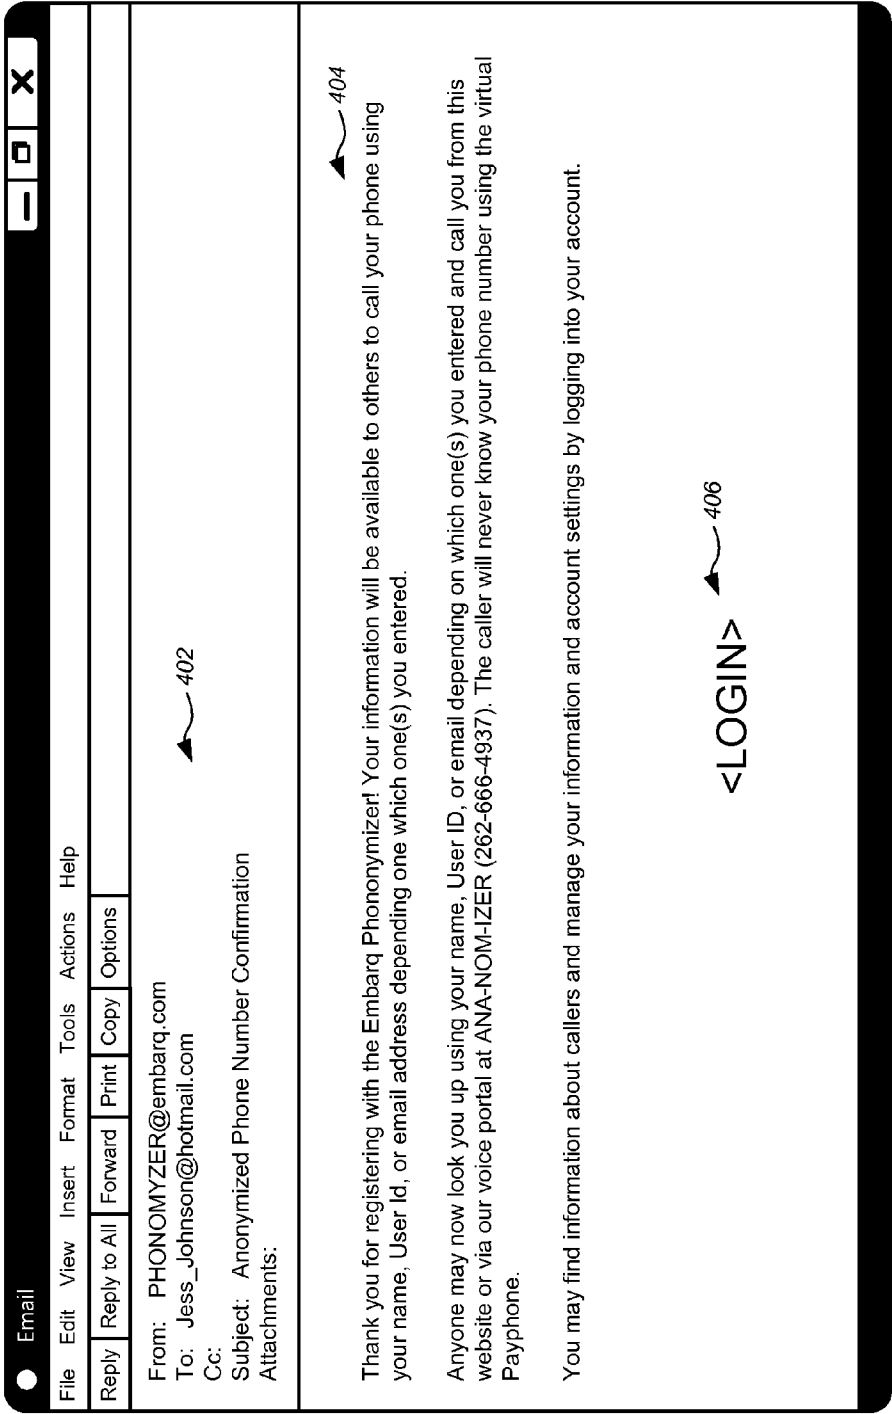 Email
File Edit View Insert Format Tools Actions Help
Reply Reply to All Forward Print Copy Options
From: PHONOMYZER@embarq.com
To: Jess_Johnson@hotmail.com
Cc:
Subject: Anonymized Phone Number Confirmation
Attachments:
402
404
Thank you for registering with the Embarq Phononymizer! Your information will be available to others to call your phone using
your name, User Id, or email address depending one which one(s) you entered.
Anyone may now look you up using your name, User ID, or email depending on which one(s) you entered and call you from this
website or via our voice portal at ANA-NOM-IZER (262-666-4937). The caller will never know your phone number using the virtual
Payphone.
You may find information about callers and manage your information and account settings by logging into your account.
406
<LOGIN>